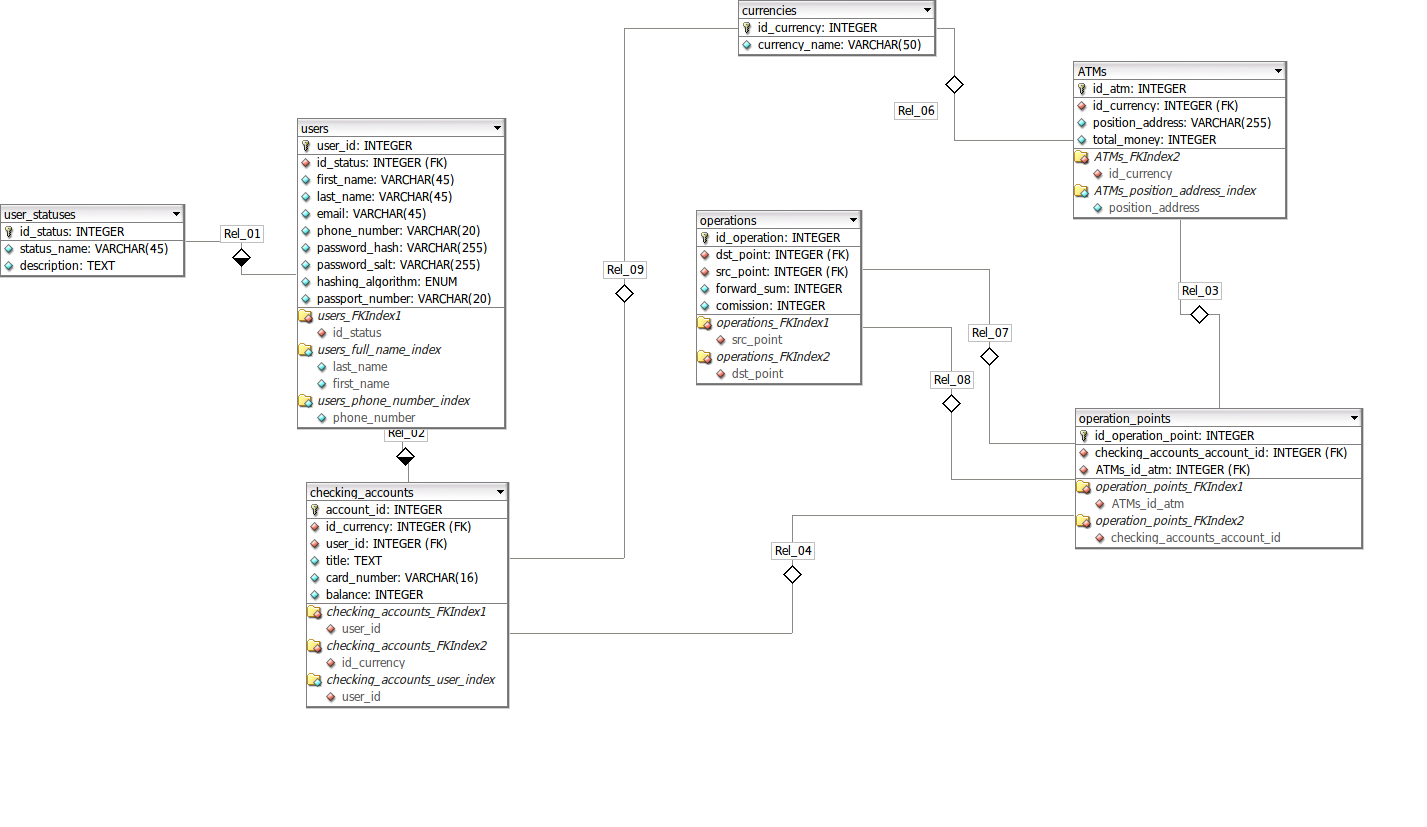 currencies
id_currency: INTEGER
currency_name: VARCHAR(50)
ATMs
id_atm: INTEGER
id_currency: INTEGER (FK)
position_address: VARCHAR(255)
total_money: INTEGER
ATMs_FKIndex2
id_currency
ATMs_position_address_index
position_address
Rel_06
users
user_id: INTEGER
id_status: INTEGER (FK)
first_name: VARCHAR(45)
last_name: VARCHAR(45)
email: VARCHAR(45)
phone_number: VARCHAR(20)
password_hash: VARCHAR(255)
password_salt: VARCHAR(255)
hashing_algorithm: ENUM
passport_number: VARCHAR(20)
users_FKIndex1
id_status
users_full_name_index
last_name
first_name
users_phone_number_index
phone_number
user_statuses
id_status: INTEGER
status_name: VARCHAR(45)
description: TEXT
Rel_01
operations
id_operation: INTEGER
dst_point: INTEGER (FK)
src_point: INTEGER (FK)
forward_sum: INTEGER
comission: INTEGER
operations_FKIndex1
src_point
operations_FKIndex2
dst_point
Rel_09
Rel_03
Rel_07
Rel_08
operation_points
id_operation_point: INTEGER
checking_accounts_account_id: INTEGER (FK)
ATMs_id_atm: INTEGER (FK)
operation_points_FKIndex1
ATMs_id_atm
operation_points_FKIndex2
checking_accounts_account_id
Rel_02
checking_accounts
account_id: INTEGER
id_currency: INTEGER (FK)
user_id: INTEGER (FK)
title: TEXT
card_number: VARCHAR(16)
balance: INTEGER
checking_accounts_FKIndex1
user_id
checking_accounts_FKIndex2
id_currency
checking_accounts_user_index
user_id
Rel_04